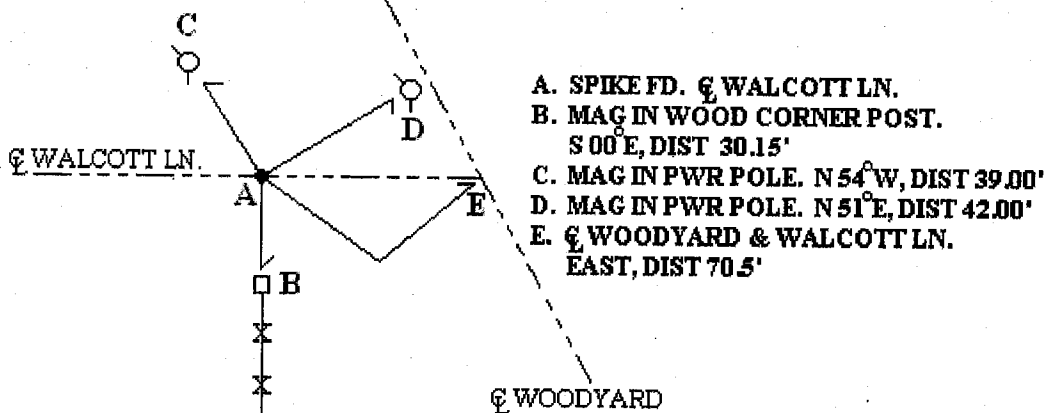 C
D
℄ WALCOTT LN.
A
E
B
℄ WOODYARD
A. SPIKE FD. ℄ WALCOTT LN.
B. MAG IN WOOD CORNER POST.
S 00°E, DIST 30.15'
C. MAG IN PWR POLE. N 54°W, DIST 39.00'
D. MAG IN PWR POLE. N 51°E, DIST 42.00'
E. ℄ WOODYARD & WALCOTT LN.
EAST, DIST 70.5'